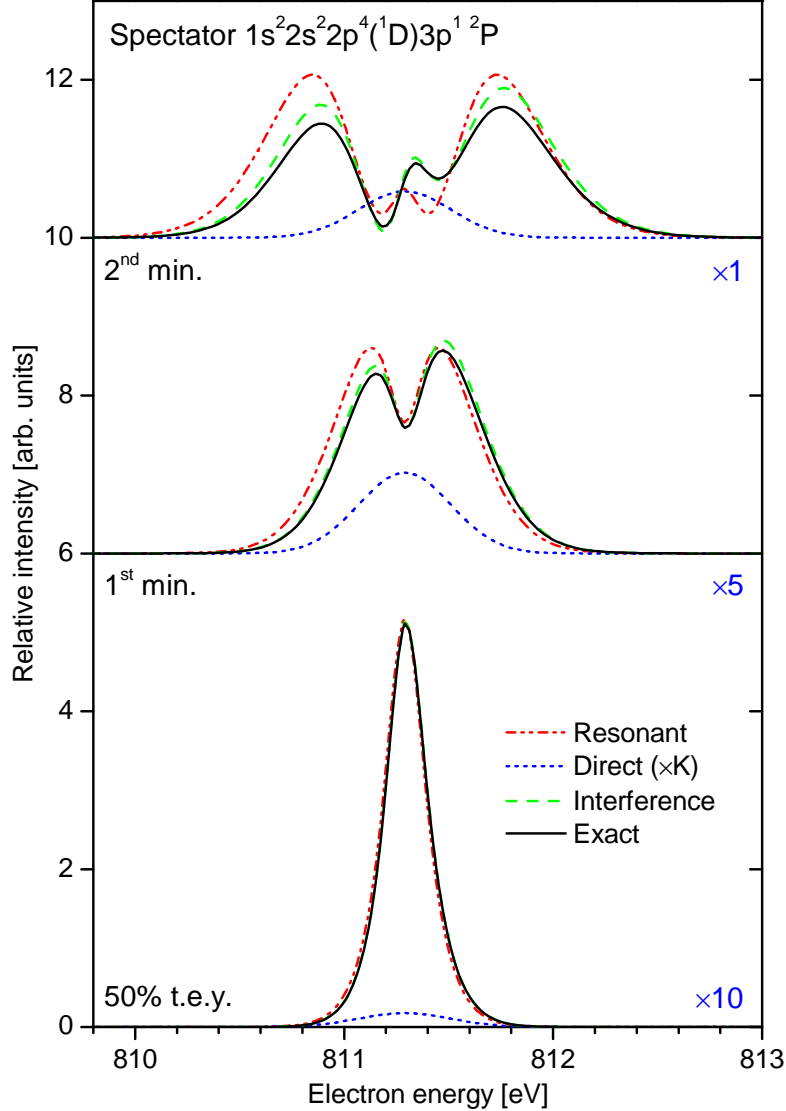 Spectator 1s²2s²2p⁴(¹D)3p¹ ²P
12
10
2ⁿᵈ min.
×1
8
6
1ˢᵗ min.
×5
4
Resonant
Direct (×K)
Interference
Exact
2
50% t.e.y.
×10
0
810
811
812
813
Electron energy [eV]
Relative intensity [arb. units]